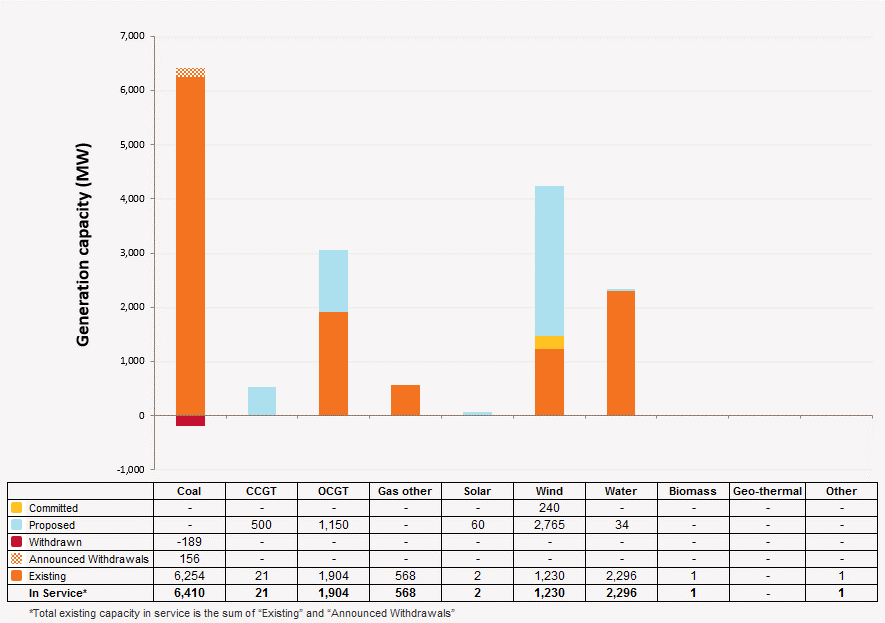 7,000
6,000
5,000
4,000
3,000
2,000
1,000
0
-1,000
Generation capacity (MW)
Coal CCGT OCGT Gas other Solar Wind Water Biomass Geo-thermal Other
Committed - - - - - 240 - - - -
Proposed - 500 1,150 - 60 2,765 34 - - -
Withdrawn -189 - - - - - - - - -
Announced Withdrawals 156 - - - - - - - - -
Existing 6,254 21 1,904 568 2 1,230 2,296 1 - 1
In Service* 6,410 21 1,904 568 2 1,230 2,296 1 - 1
*Total existing capacity in service is the sum of “Existing” and “Announced Withdrawals”